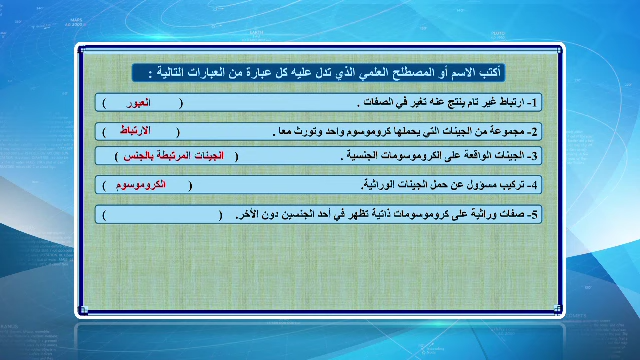 أكتب الاسم أو المصطلح العلمي الذي تدل عليه كل عبارة من العبارات التالية :
1- ارتباط غير تام ينتج عنه تغير في الصفات . ( العبور )
2- مجموعة من الجينات التي يحملها كروموسوم واحد وتورث معا . ( الارتباط )
3- الجينات الواقعة على الكروموسومات الجنسية . ( الجينات المرتبطة بالجنس )
4- تركيب مسؤول عن حمل الجينات الوراثية. ( الكروموسوم )
5- صفات وراثية على كروموسومات ذاتية تظهر في أحد الجنسين دون الأخر. ( )